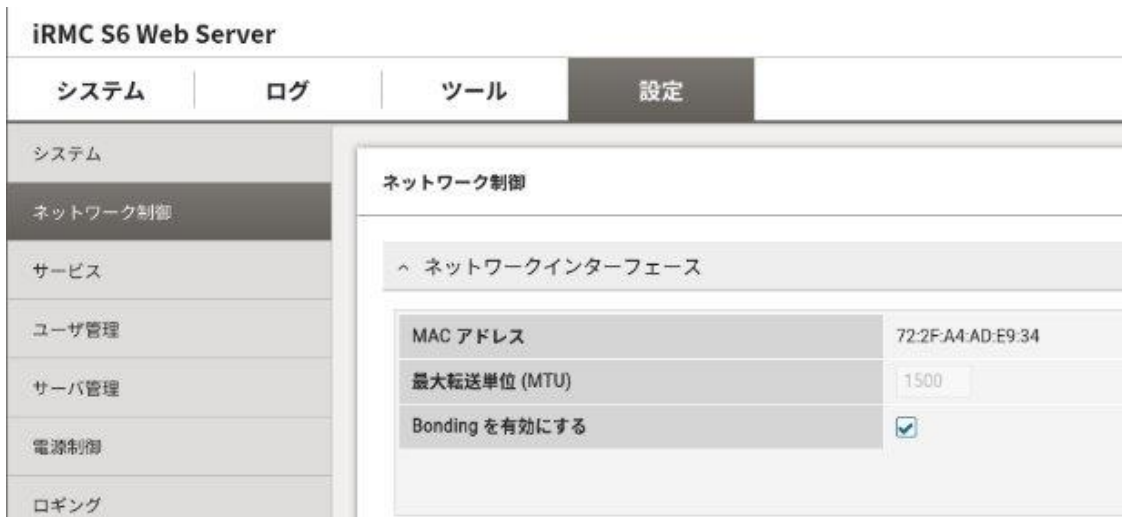 iRMC S6 Web Server
システム ログ ツール 設定
システム
ネットワーク制御
サービス
ユーザ管理
サーバ管理
電源制御
ロギング
ネットワーク制御
^ ネットワークインターフェース
MAC アドレス 72:2F:A4:AD:E9:34
最大転送単位 (MTU) 1500
Bonding を有効にする